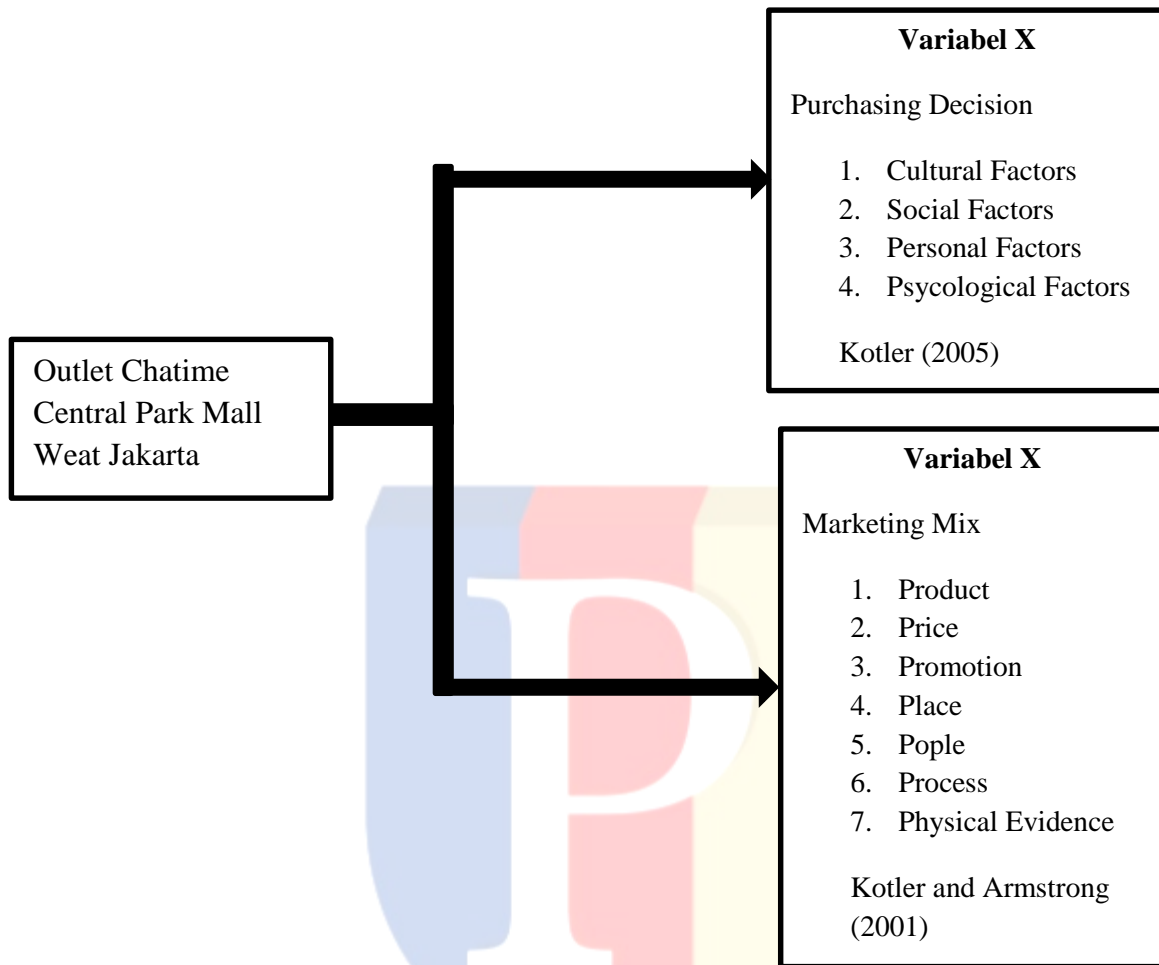 Variabel X
Purchasing Decision
1. Cultural Factors
2. Social Factors
3. Personal Factors
4. Psycological Factors
Kotler (2005)
Outlet Chatime
Central Park Mall
Weat Jakarta
Variabel X
Marketing Mix
1. Product
2. Price
3. Promotion
4. Place
5. Pople
6. Process
7. Physical Evidence
Kotler and Armstrong
(2001)
P